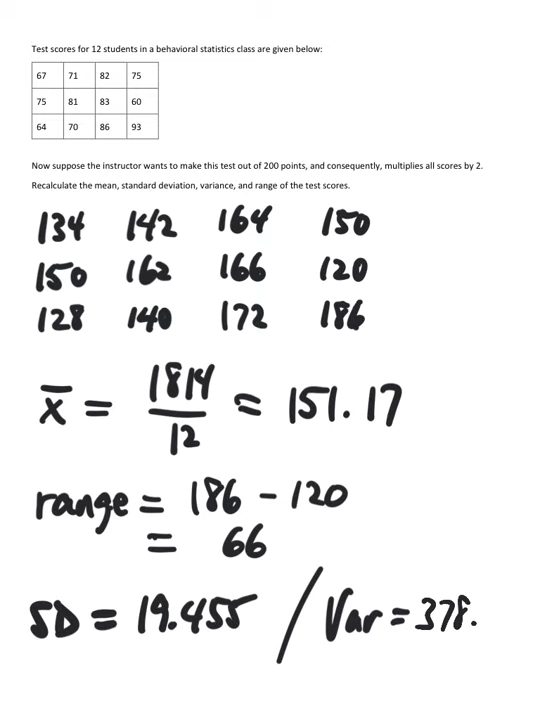 Test scores for 12 students in a behavioral statistics class are given below:
67 71 82 75
75 81 83 60
64 70 86 93
Now suppose the instructor wants to make this test out of 200 points, and consequently, multiplies all scores by 2.
Recalculate the mean, standard deviation, variance, and range of the test scores.
134 142 164 150
150 162 166 120
128 140 172 186
x̄ = 1814/12 = 151.17
range = 186 - 120
= 66
SD = 19.455 / Var = 378.